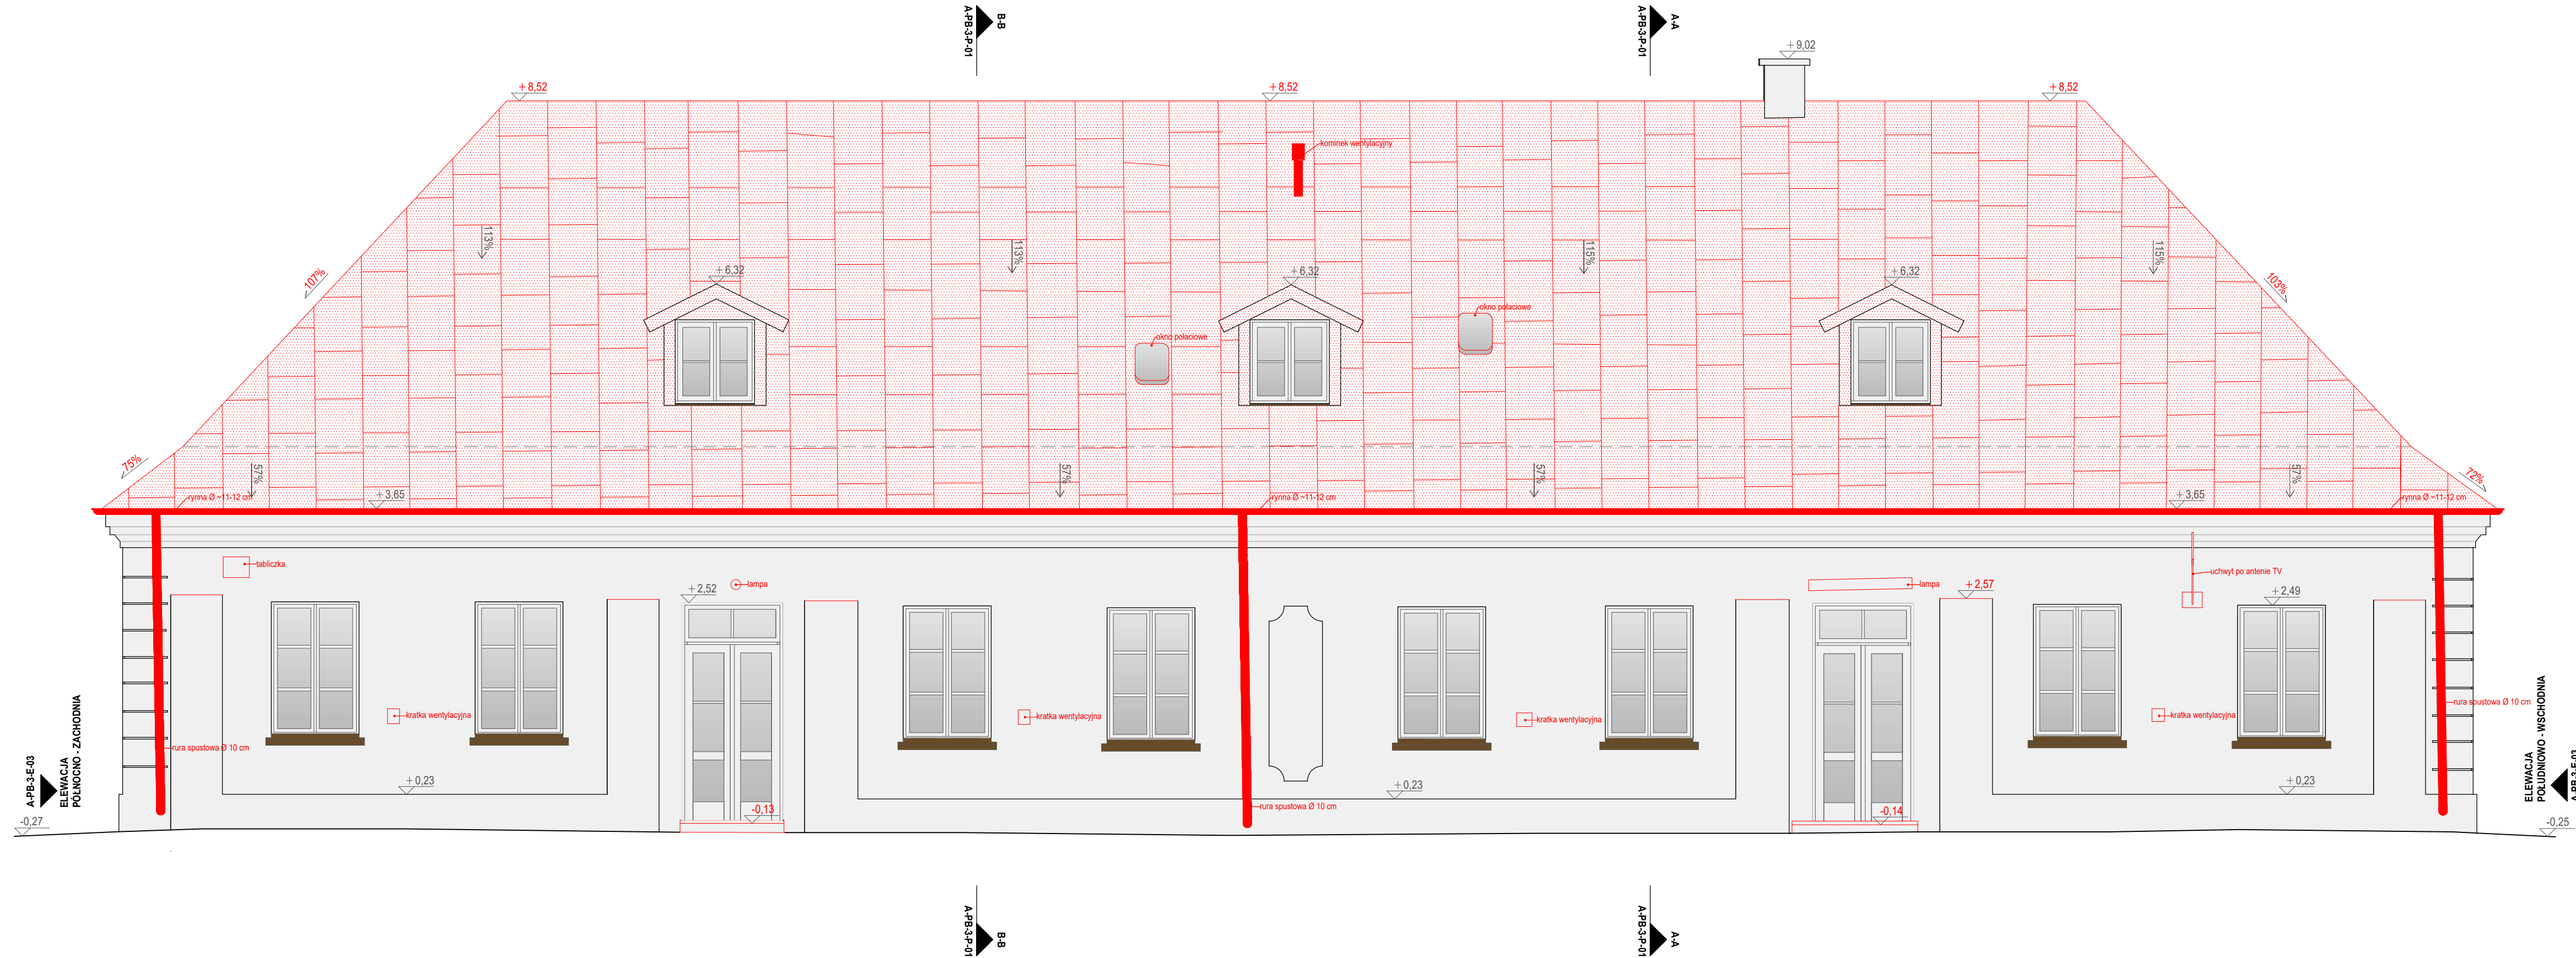 A-PB-3-P-01
B-B
A-PB-3-P-01
A-A
+9,02
+8,52
+8,52
+8,52
kominek wentylacyjny
113%
113%
115%
115%
107%
103%
+6,32
+6,32
+6,32
okno połaciowe
okno połaciowe
75%
57%
57%
57%
57%
72%
rynna Ø ~11-12 cm
+3,65
rynna Ø ~11-12 cm
+3,65
rynna Ø ~11-12 cm
tabliczka
+2,52
lampa
lampa
+2,57
uchwyt po antenie TV
+2,49
kratka wentylacyjna
kratka wentylacyjna
kratka wentylacyjna
kratka wentylacyjna
rura spustowa Ø 10 cm
rura spustowa Ø 10 cm
rura spustowa Ø 10 cm
+0,23
+0,23
+0,23
-0,13
-0,14
-0,27
-0,25
A-PB-3-E-03
ELEWACJA
PÓŁNOCNO - ZACHODNIA
ELEWACJA
POŁUDNIOWO - WSCHODNIA
A-PB-3-E-03
A-PB-3-P-01
B-B
A-PB-3-P-01
A-A